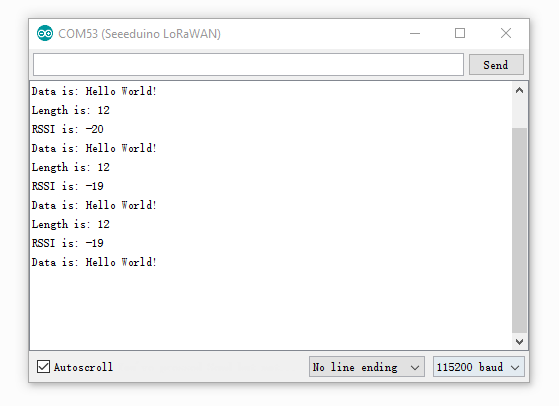 COM53 (Seeeduino LoRaWAN)
Send
Data is: Hello World!
Length is: 12
RSSI is: -20
Data is: Hello World!
Length is: 12
RSSI is: -19
Data is: Hello World!
Length is: 12
RSSI is: -19
Data is: Hello World!
Autoscroll
No line ending
115200 baud